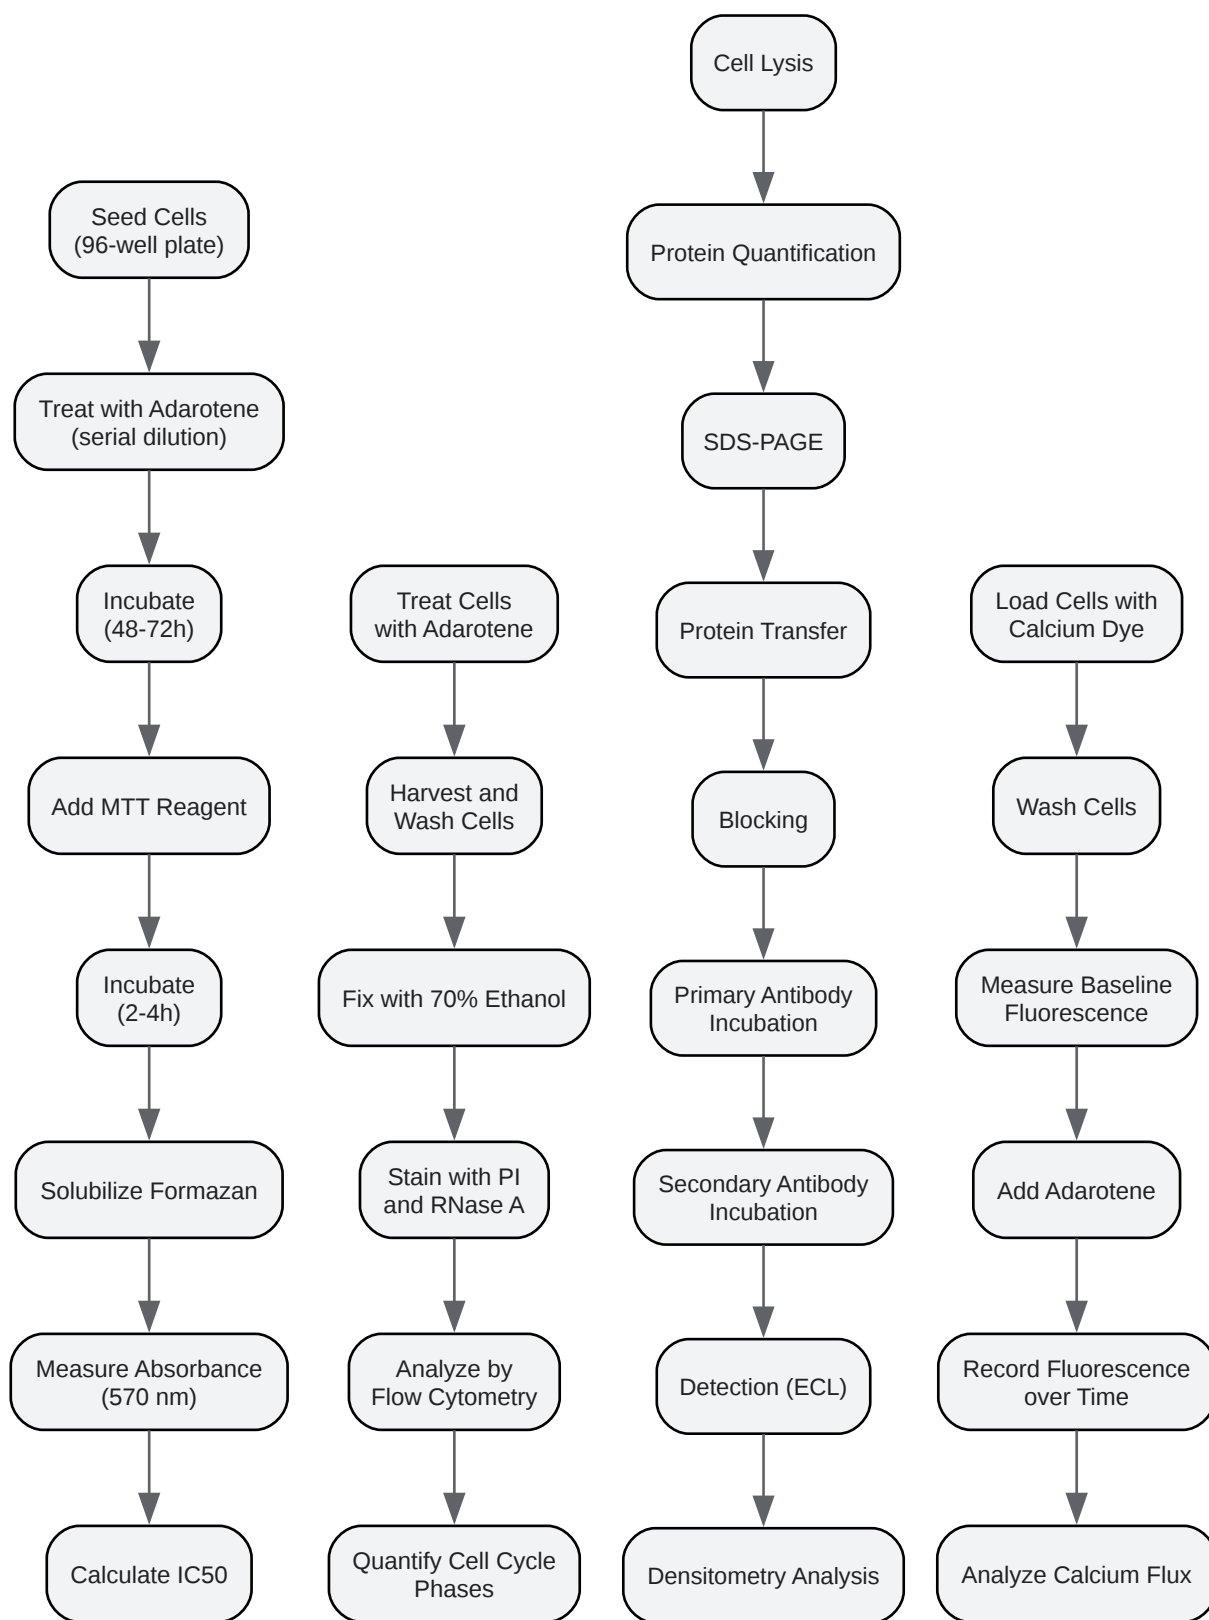 Seed Cells
(96-well plate)
Treat with Adarotene
(serial dilution)
Incubate
(48-72h)
Add MTT Reagent
Incubate
(2-4h)
Solubilize Formazan
Measure Absorbance
(570 nm)
Calculate IC50
Treat Cells
with Adarotene
Harvest and
Wash Cells
Fix with 70% Ethanol
Stain with PI
and RNase A
Analyze by
Flow Cytometry
Quantify Cell Cycle
Phases
Cell Lysis
Protein Quantification
SDS-PAGE
Protein Transfer
Blocking
Primary Antibody
Incubation
Secondary Antibody
Incubation
Detection (ECL)
Densitometry Analysis
Load Cells with
Calcium Dye
Wash Cells
Measure Baseline
Fluorescence
Add Adarotene
Record Fluorescence
over Time
Analyze Calcium Flux